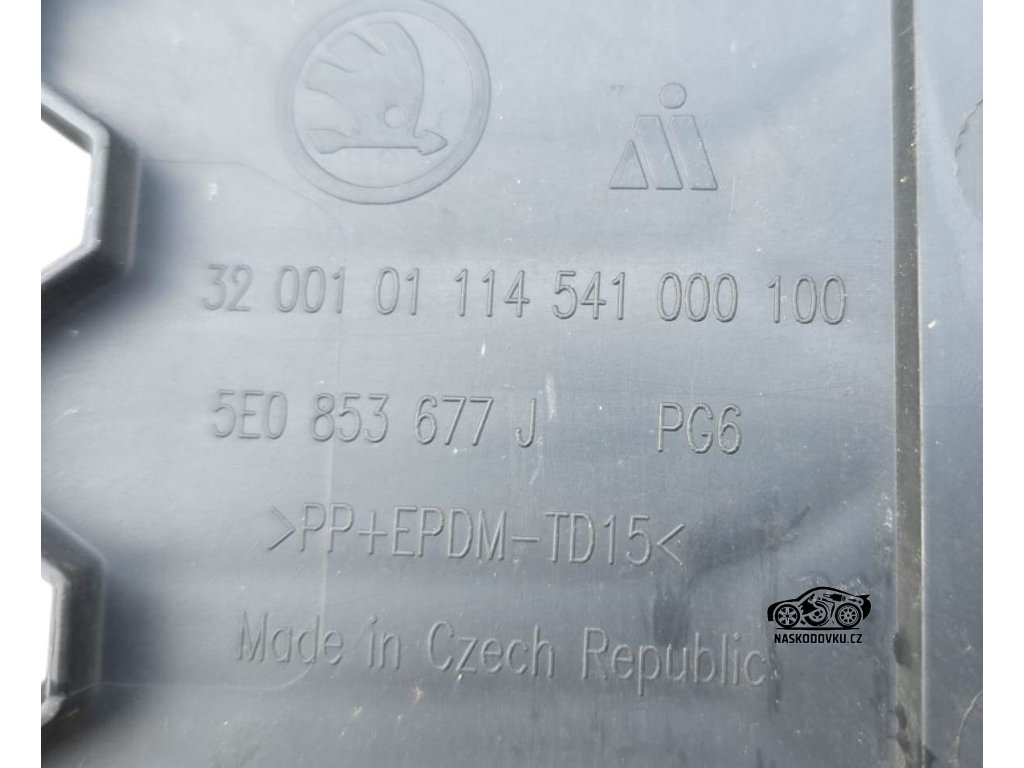 32 001 01 114 541 000 100
5E0 853 677 J PG6
>PP+EPDM-TD15<
Made in Czech Republic
NASKODOVKU.CZ